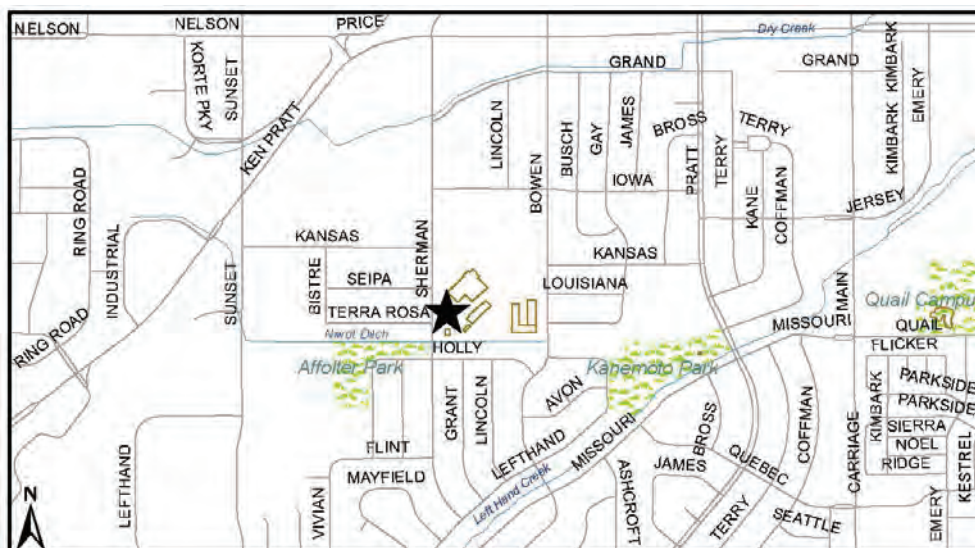 NELSON
NELSON
PRICE
Dry Creek
KORTE PKY
SUNSET
KEN PRATT
GRAND
GRAND
KIMBARK
KIMBARK
EMERY
LINCOLN
BOWEN
BUSCH
GAY
JAMES
BROSS
TERRY
PRATT
TERRY
IOWA
KANE
COFFMAN
JERSEY
RING ROAD
INDUSTRIAL
KANSAS
SHERMAN
KANSAS
BISTRE
SEIPA
LOUISIANA
SUNSET
TERRA ROSA
MAIN
Quail Campus
MISSOURI
QUAIL
RING ROAD
Niwot Ditch
HOLLY
FLICKER
Affolter Park
Kanemoto Park
KIMBARK
PARKSIDE
PARKSIDE
SIERRA
NOEL
RIDGE
KESTREL
EMERY
AVON
GRANT
LINCOLN
LEFTHAND
MISSOURI
BROSS
COFFMAN
CARRIAGE
FLINT
MAYFIELD
LEFTHAND
VIVIAN
Left Hand Creek
ASHCROFT
JAMES
QUEBEC
TERRY
SEATTLE
N